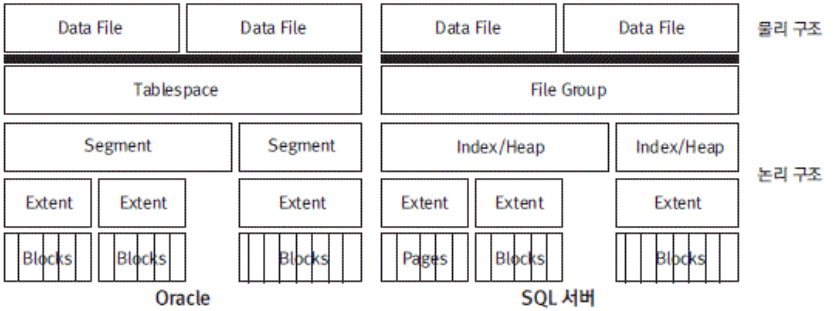 Data File Data File Data File Data File 물리 구조
Tablespace File Group
Segment Segment Index/Heap Index/Heap
논리 구조
Extent Extent Extent Extent Extent Extent
Blocks Blocks Blocks Pages Blocks Blocks
Oracle SQL 서버